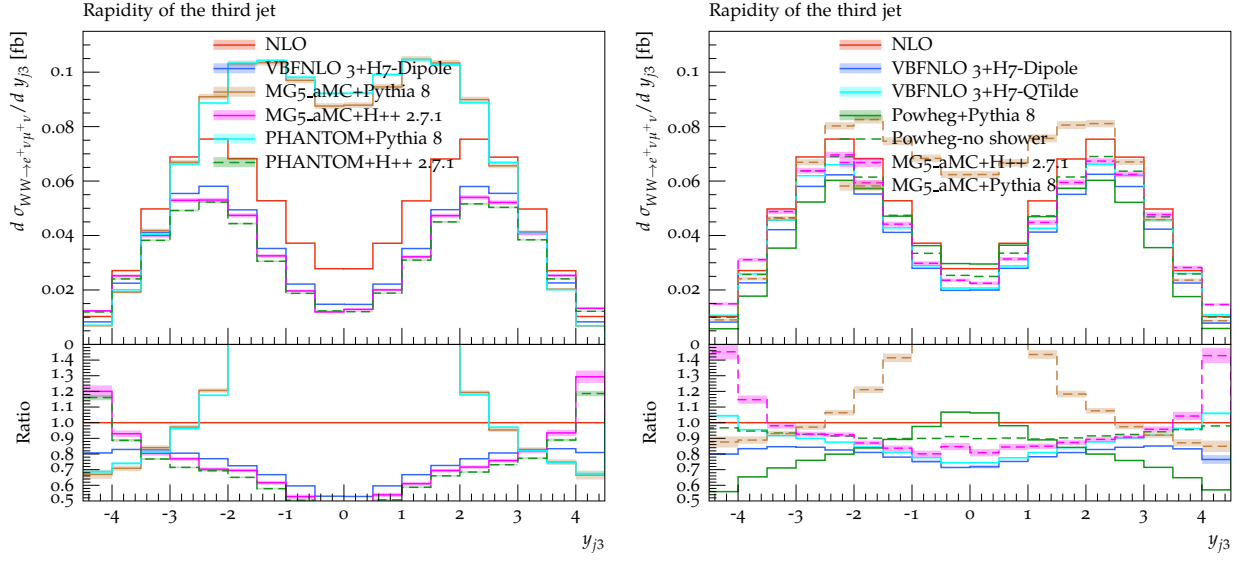 Rapidity of the third jet
d σ_{WW→e⁺νμ⁺ν}/d y_{j3} [fb]
NLO
VBFNLO 3+H7-Dipole
MG5_aMC+Pythia 8
MG5_aMC+H++ 2.7.1
PHANTOM+Pythia 8
PHANTOM+H++ 2.7.1
0.1
0.08
0.06
0.04
0.02
0
Ratio
1.4
1.3
1.2
1.1
1.0
0.9
0.8
0.7
0.6
0.5
-4 -3 -2 -1 0 1 2 3 4
y_{j3}
Rapidity of the third jet
d σ_{WW→e⁺νμ⁺ν}/d y_{j3} [fb]
NLO
VBFNLO 3+H7-Dipole
VBFNLO 3+H7-QTilde
Powheg+Pythia 8
Powheg-no shower
MG5_aMC+H++ 2.7.1
MG5_aMC+Pythia 8
0.1
0.08
0.06
0.04
0.02
0
Ratio
1.4
1.3
1.2
1.1
1.0
0.9
0.8
0.7
0.6
0.5
-4 -3 -2 -1 0 1 2 3 4
y_{j3}